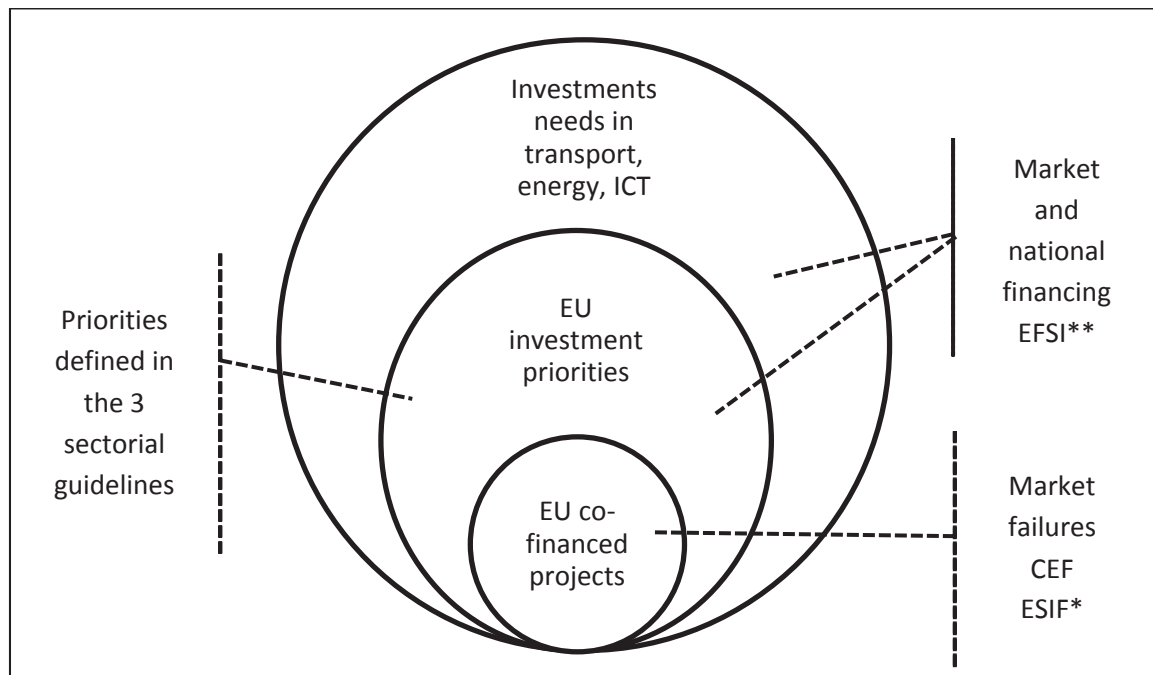 Investments
needs in
transport,
energy, ICT
EU
investment
priorities
EU co-
financed
projects
Priorities
defined in
the 3
sectorial
guidelines
Market
and
national
financing
EFSI**
Market
failures
CEF
ESIF*